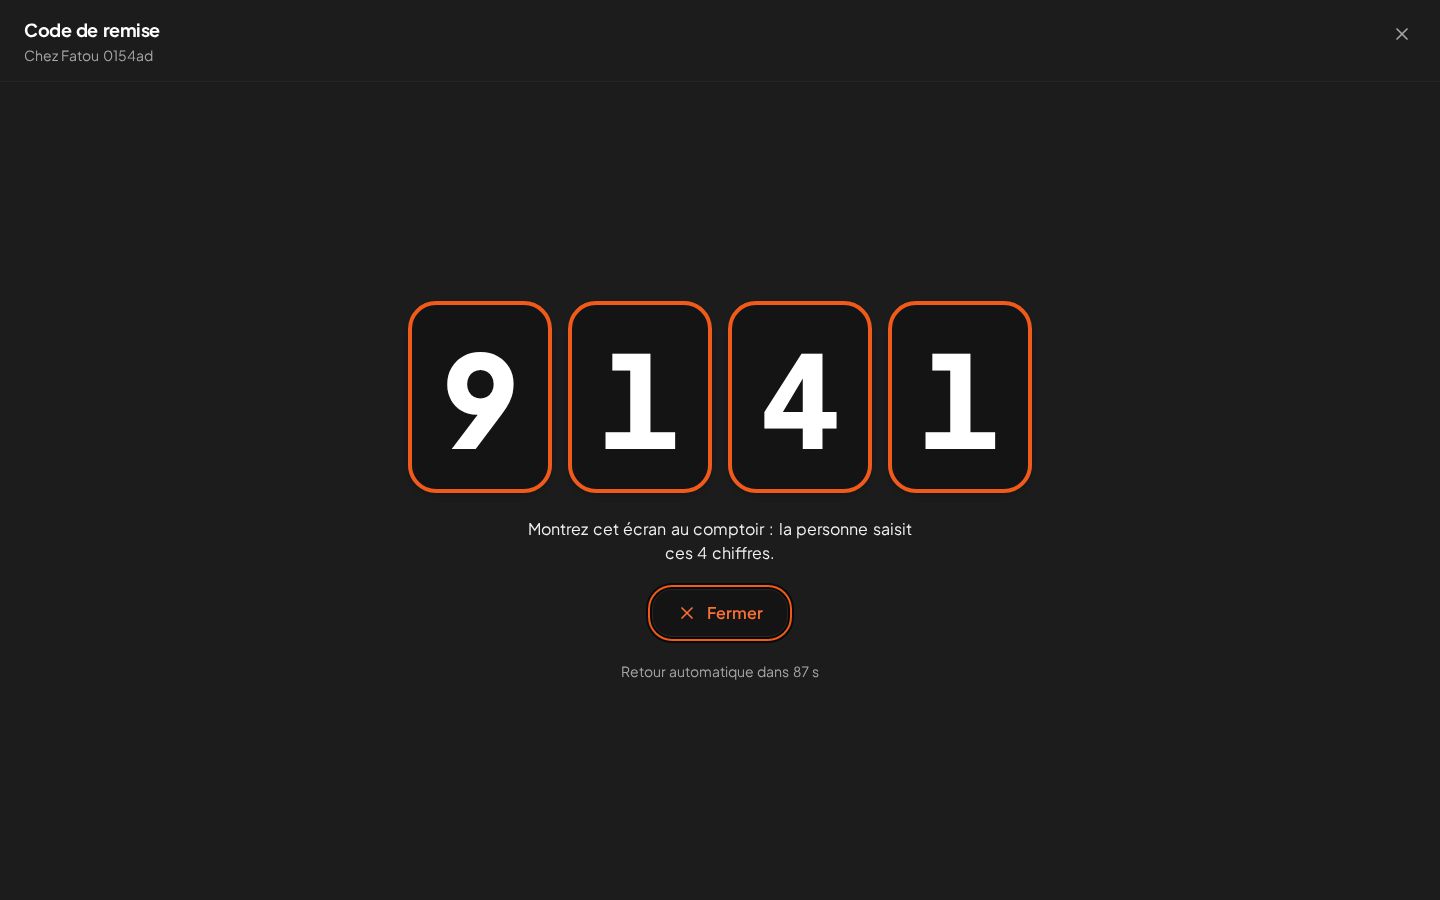 Code de remise
Chez Fatou 0154ad
9 1 4 1
Montrez cet écran au comptoir : la personne saisit
ces 4 chiffres.
Fermer
Retour automatique dans 87 s